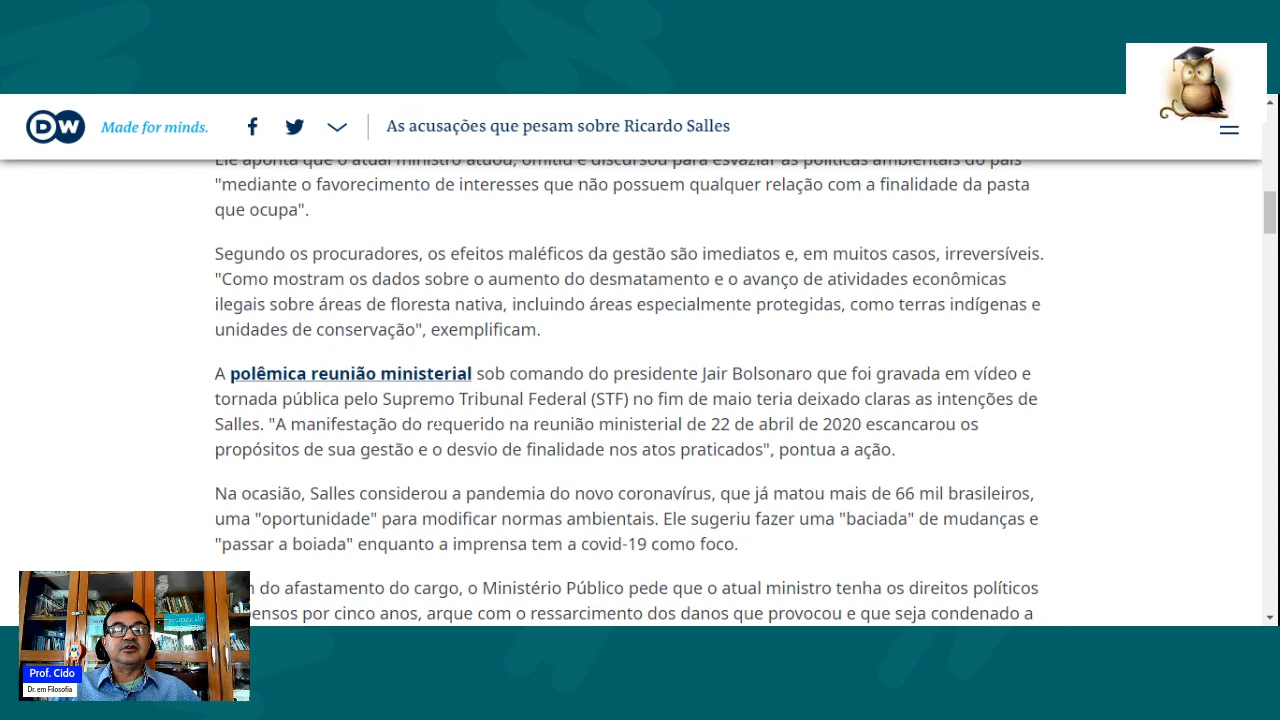 DW Made for minds. As acusações que pesam sobre Ricardo Salles
Ele aponta que o atual ministro atuou, omitiu e discursou para esvaziar as políticas ambientais do país
"mediante o favorecimento de interesses que não possuem qualquer relação com a finalidade da pasta
que ocupa".
Segundo os procuradores, os efeitos maléficos da gestão são imediatos e, em muitos casos, irreversíveis.
"Como mostram os dados sobre o aumento do desmatamento e o avanço de atividades econômicas
ilegais sobre áreas de floresta nativa, incluindo áreas especialmente protegidas, como terras indígenas e
unidades de conservação", exemplificam.
A polêmica reunião ministerial sob comando do presidente Jair Bolsonaro que foi gravada em vídeo e
tornada pública pelo Supremo Tribunal Federal (STF) no fim de maio teria deixado claras as intenções de
Salles. "A manifestação do requerido na reunião ministerial de 22 de abril de 2020 escancarou os
propósitos de sua gestão e o desvio de finalidade nos atos praticados", pontua a ação.
Na ocasião, Salles considerou a pandemia do novo coronavírus, que já matou mais de 66 mil brasileiros,
uma "oportunidade" para modificar normas ambientais. Ele sugeriu fazer uma "baciada" de mudanças e
"passar a boiada" enquanto a imprensa tem a covid-19 como foco.
do afastamento do cargo, o Ministério Público pede que o atual ministro tenha os direitos políticos
ensos por cinco anos, arque com o ressarcimento dos danos que provocou e que seja condenado a
Prof. Cido
Dr. em Filosofia